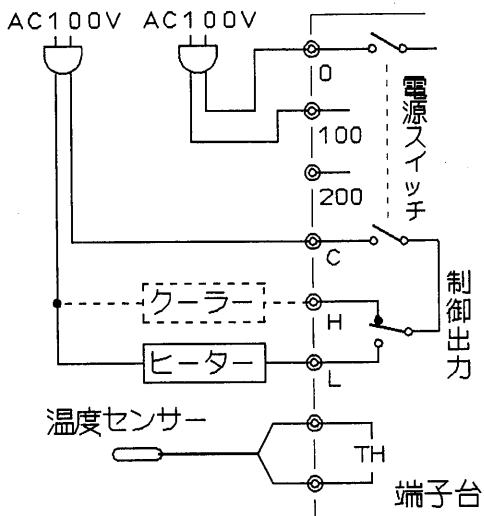 AC100V
AC100V
0
100
200
電源スイッチ
C
クーラー
H
制御出力
ヒーター
L
温度センサー
TH
端子台